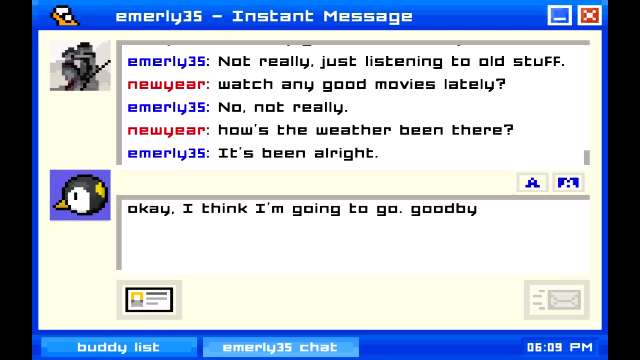 emerly35 - Instant Message
emerly35: Not really, just listening to old stuff.
newyear: watch any good movies lately?
emerly35: No, not really.
newyear: how's the weather been there?
emerly35: It's been alright.
A
okay, I think I'm going to go. goodby
buddy list
emerly35 chat
06:09 PM